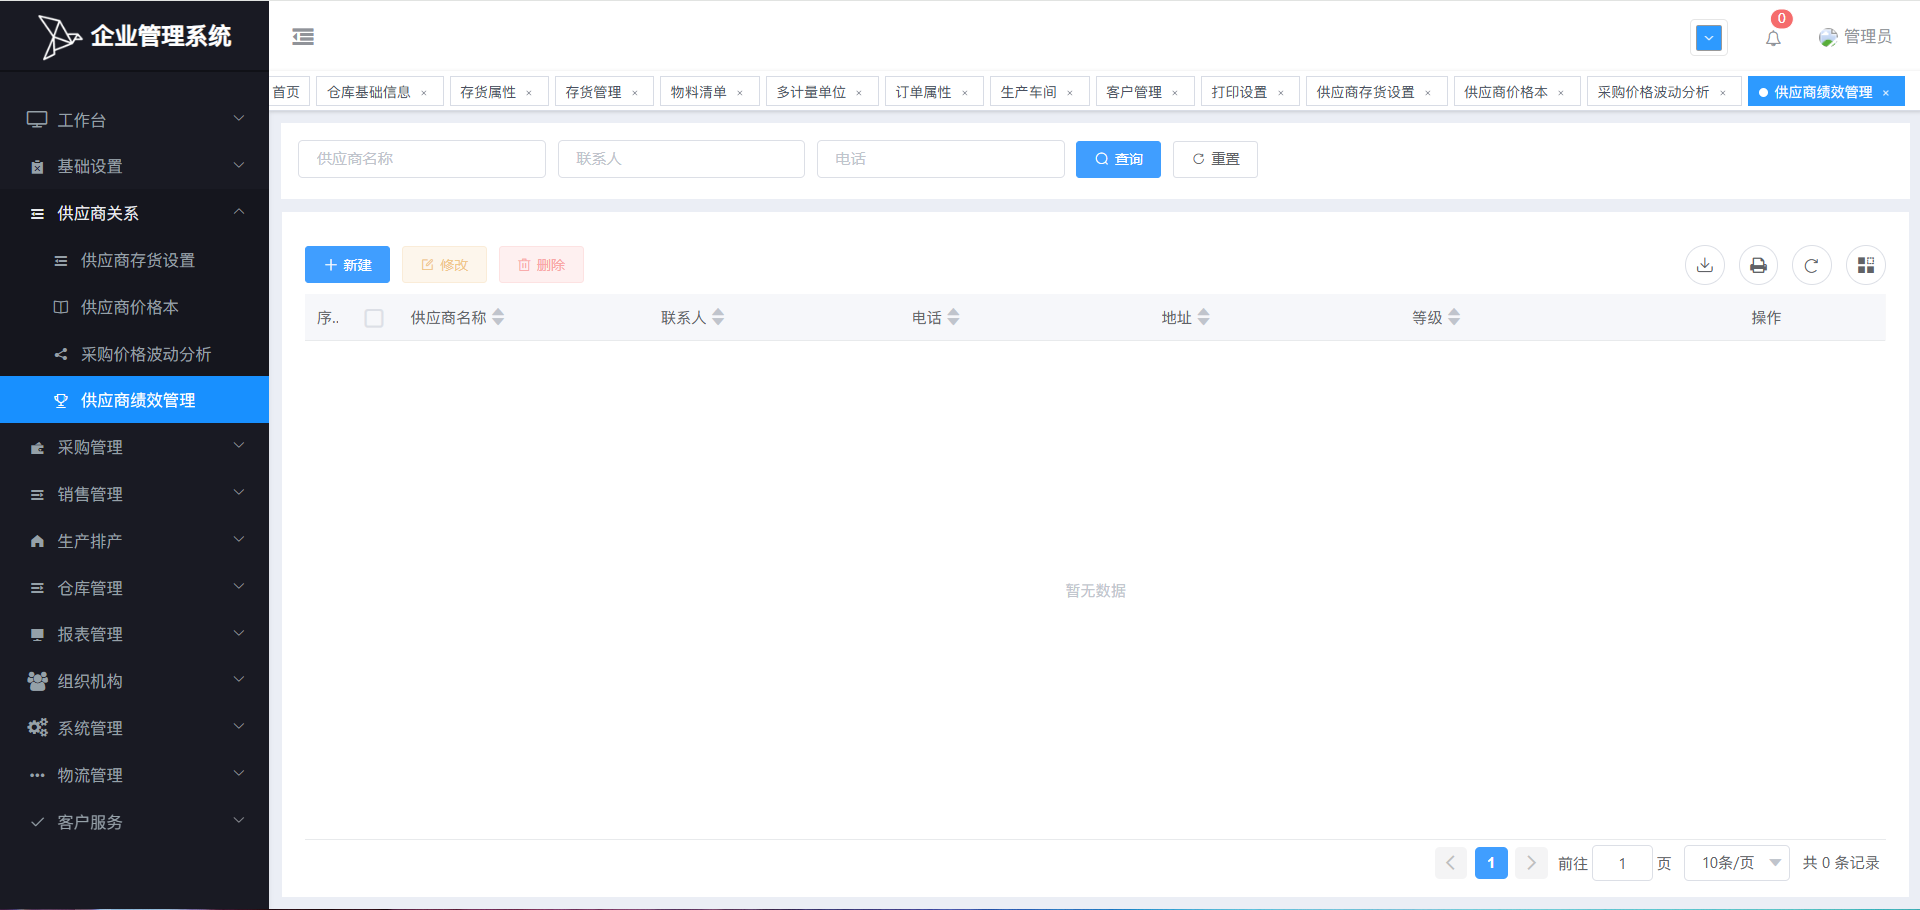 企业管理系统
0
管理员
首页 仓库基础信息 × 存货属性 × 存货管理 × 物料清单 × 多计量单位 × 订单属性 × 生产车间 × 客户管理 × 打印设置 × 供应商存货设置 × 供应商价格本 × 采购价格波动分析 × 供应商绩效管理 ×
工作台
基础设置
供应商关系
供应商存货设置
供应商价格本
采购价格波动分析
供应商绩效管理
采购管理
销售管理
生产排产
仓库管理
报表管理
组织机构
系统管理
物流管理
客户服务
供应商名称 联系人 电话 查询 重置
新建 修改 删除
序.. 供应商名称 联系人 电话 地址 等级 操作
暂无数据
1 前往 1 页 10条/页 共 0 条记录